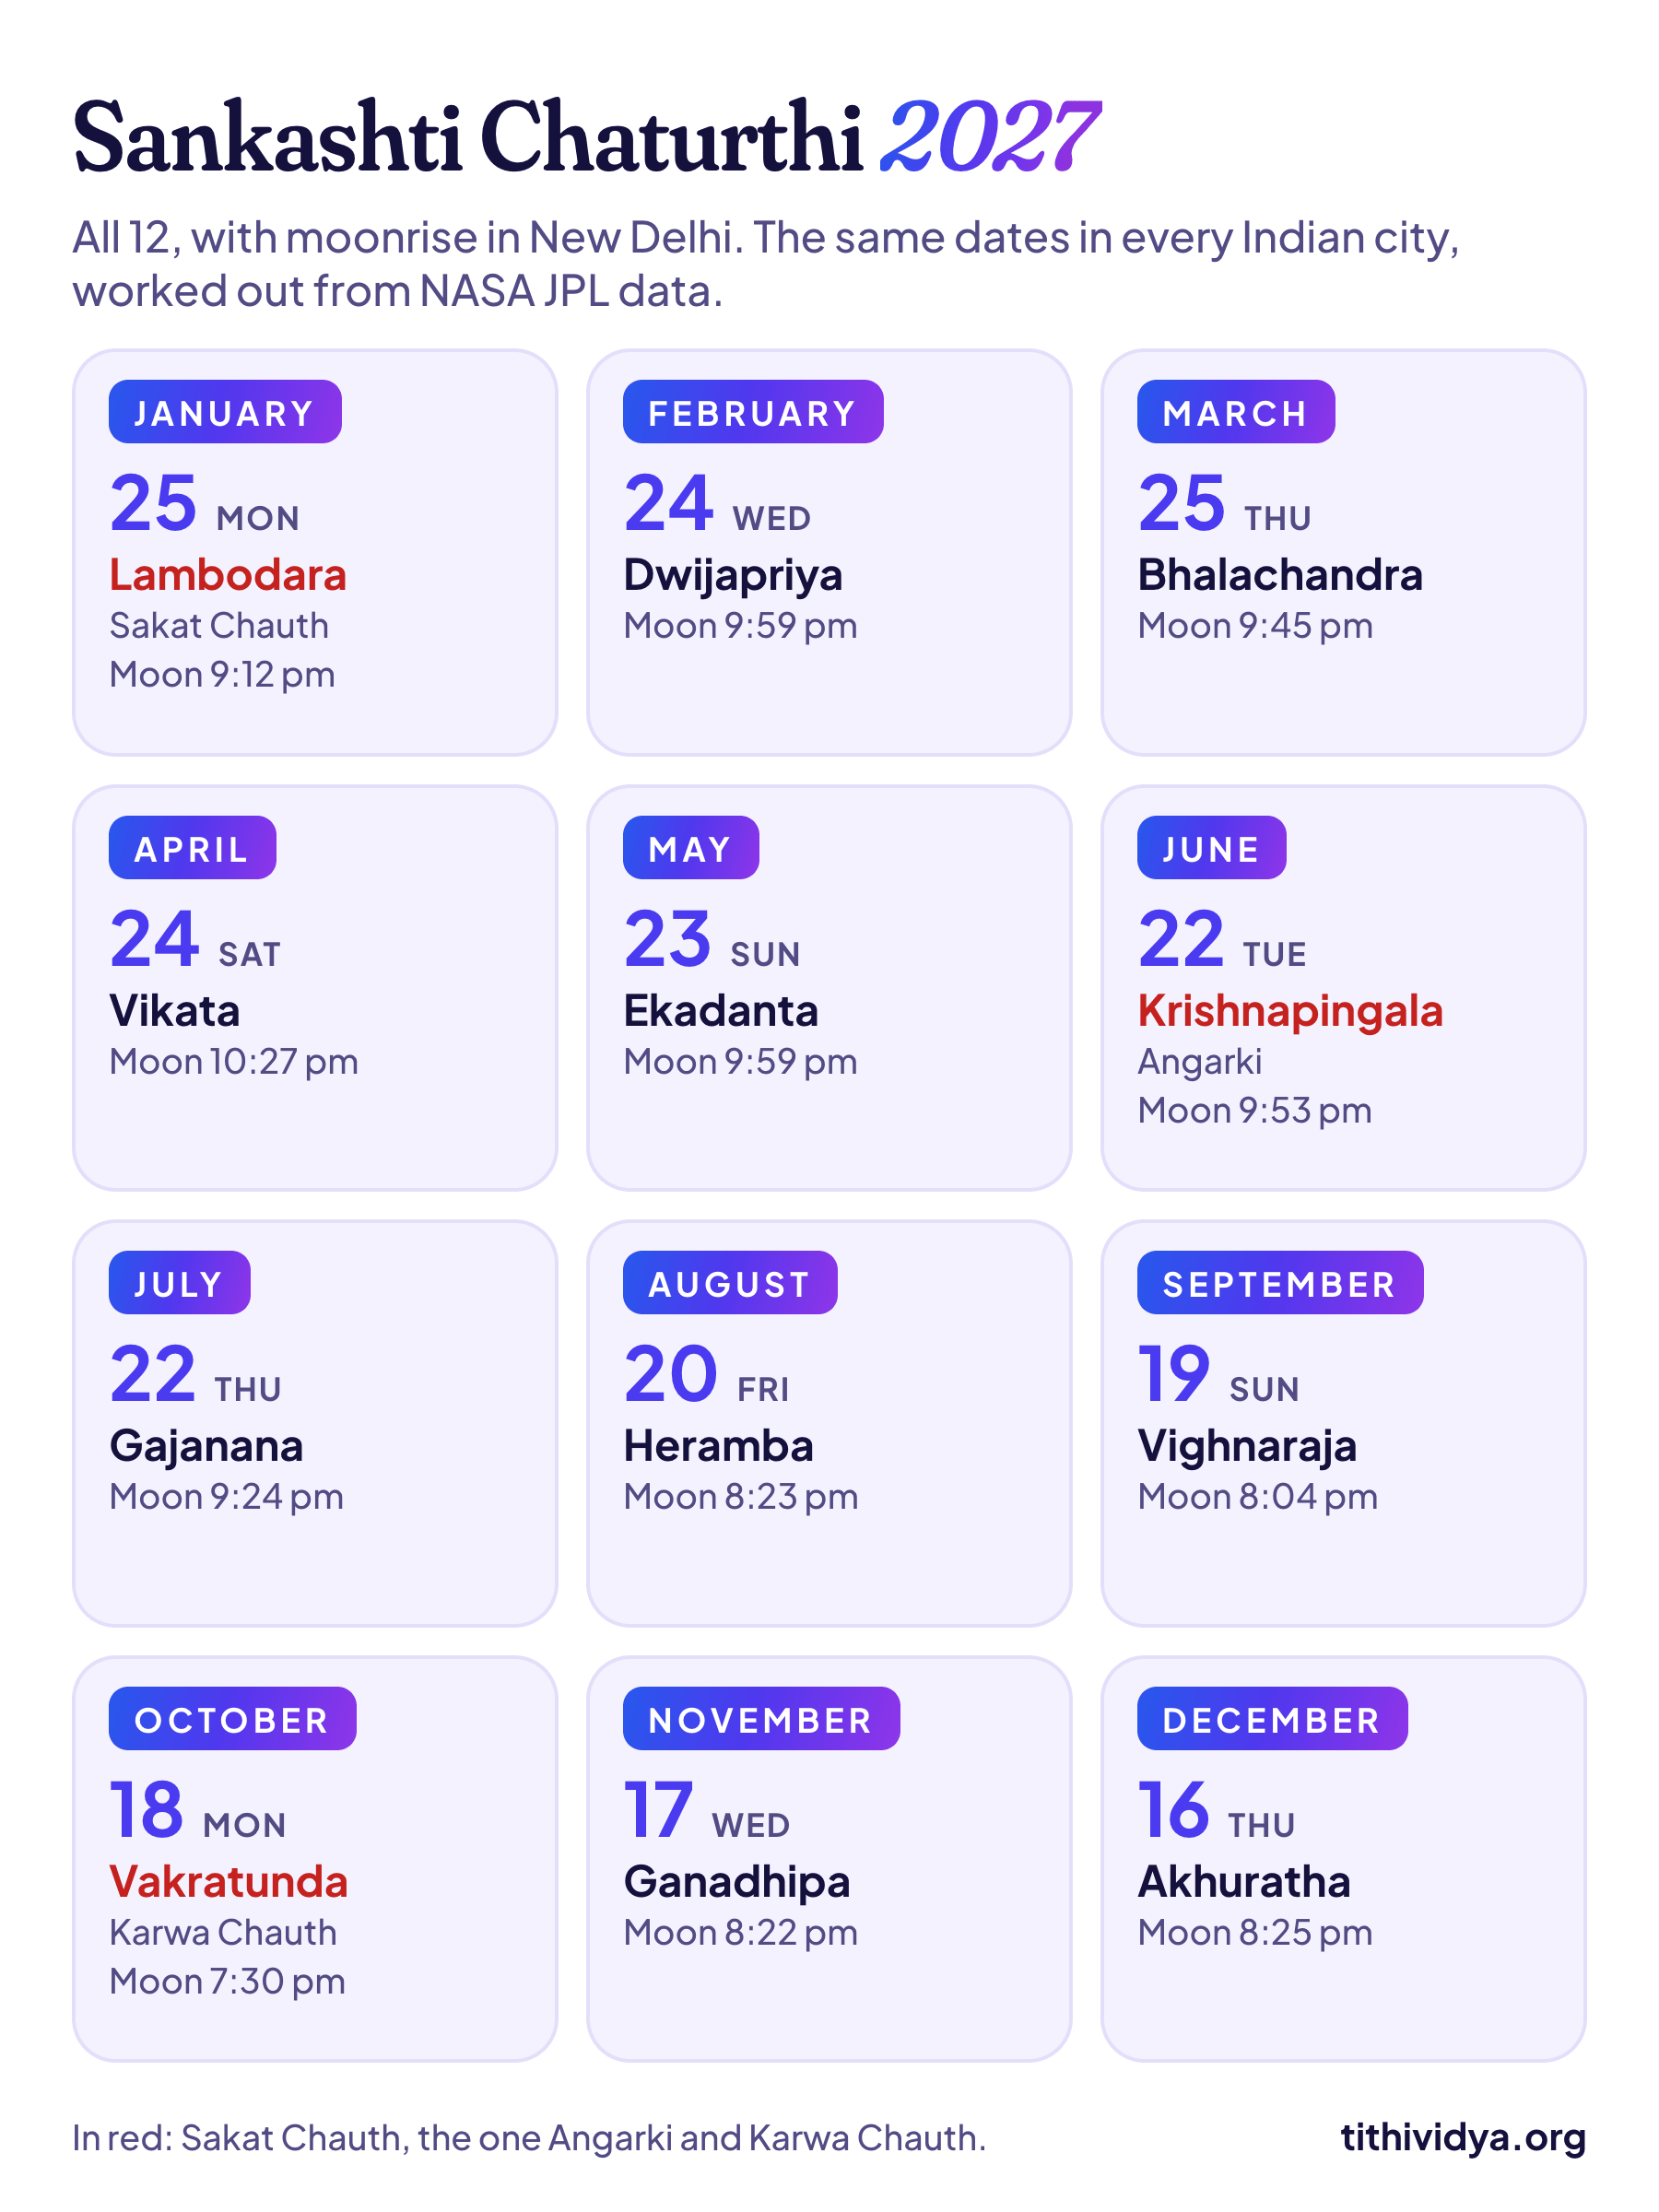 Sankashti Chaturthi 2027
All 12, with moonrise in New Delhi. The same dates in every Indian city,
worked out from NASA JPL data.
JANUARY
25 MON
Lambodara
Sakat Chauth
Moon 9:12 pm
FEBRUARY
24 WED
Dwijapriya
Moon 9:59 pm
MARCH
25 THU
Bhalachandra
Moon 9:45 pm
APRIL
24 SAT
Vikata
Moon 10:27 pm
MAY
23 SUN
Ekadanta
Moon 9:59 pm
JUNE
22 TUE
Krishnapingala
Angarki
Moon 9:53 pm
JULY
22 THU
Gajanana
Moon 9:24 pm
AUGUST
20 FRI
Heramba
Moon 8:23 pm
SEPTEMBER
19 SUN
Vighnaraja
Moon 8:04 pm
OCTOBER
18 MON
Vakratunda
Karwa Chauth
Moon 7:30 pm
NOVEMBER
17 WED
Ganadhipa
Moon 8:22 pm
DECEMBER
16 THU
Akhuratha
Moon 8:25 pm
In red: Sakat Chauth, the one Angarki and Karwa Chauth.
tithividya.org